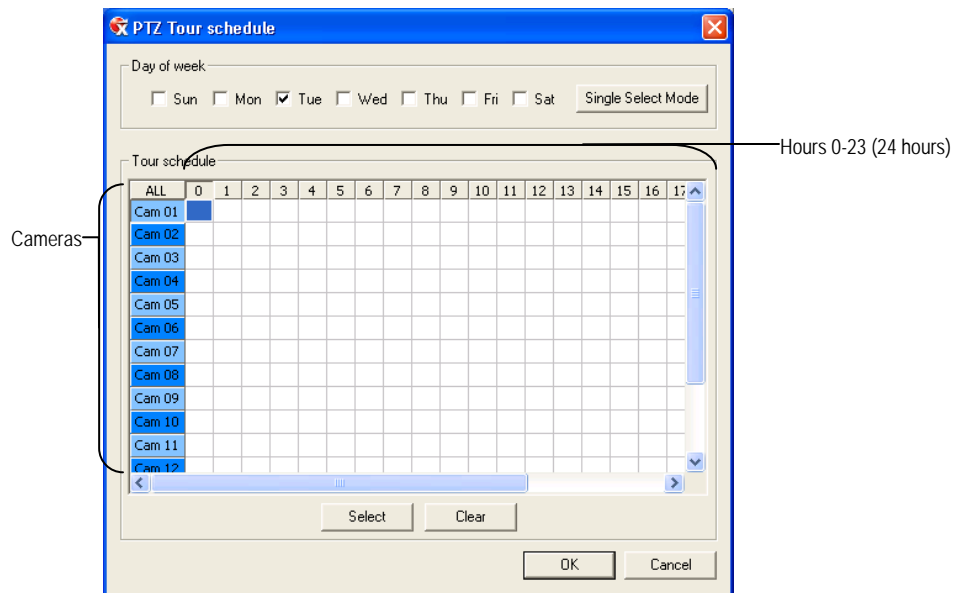 PTZ Tour schedule
Day of week
Sun Mon Tue Wed Thu Fri Sat Single Select Mode
Hours 0-23 (24 hours)
Tour schedule
ALL 0 1 2 3 4 5 6 7 8 9 10 11 12 13 14 15 16 17
Cam 01
Cameras
Cam 02
Cam 03
Cam 04
Cam 05
Cam 06
Cam 07
Cam 08
Cam 09
Cam 10
Cam 11
Cam 12
Select Clear
OK Cancel